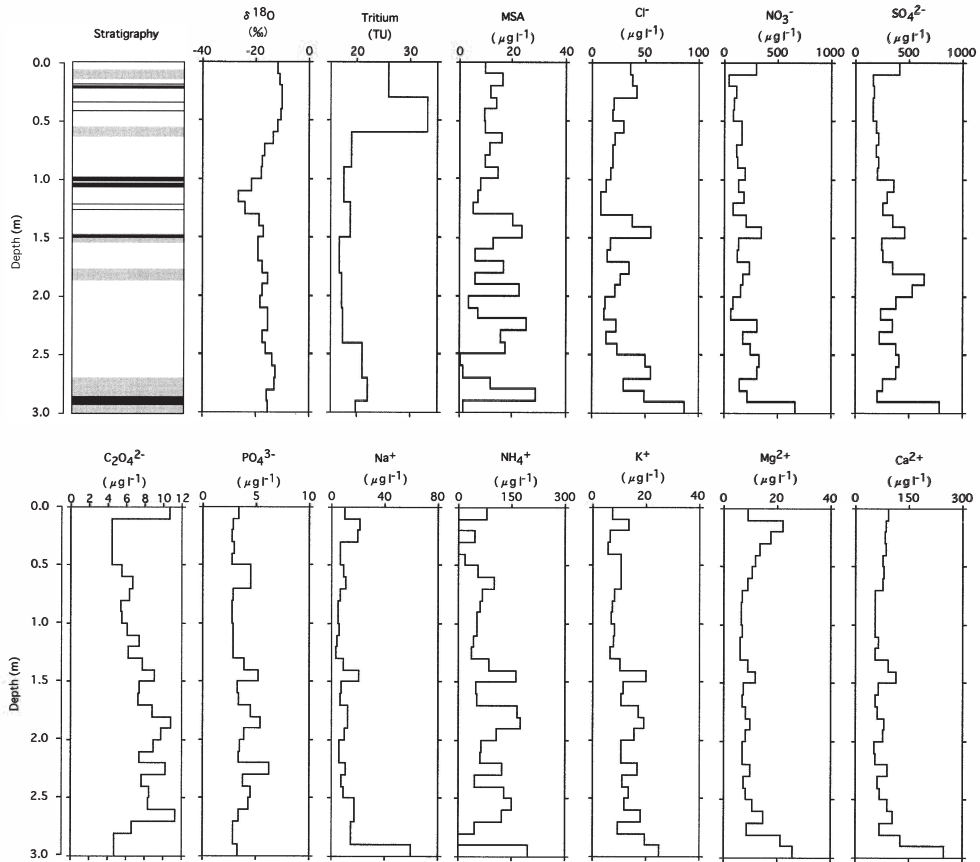 Stratigraphy
δ 18O
(‰)
-40 -20 0
Tritium
(TU)
10 20 30
MSA
(μg l-1)
0 20 40
Cl-
(μg l-1)
0 50 100
NO3-
(μg l-1)
0 500 1000
SO42-
(μg l-1)
0 500 1000
Depth (m)
0.0
0.5
1.0
1.5
2.0
2.5
3.0
C2O42-
(μg l-1)
0 2 4 6 8 10 12
PO43-
(μg l-1)
0 5 10
Na+
(μg l-1)
0 40 80
NH4+
(μg l-1)
0 150 300
K+
(μg l-1)
0 20 40
Mg2+
(μg l-1)
0 20 40
Ca2+
(μg l-1)
0 150 300
Depth (m)
0.0
0.5
1.0
1.5
2.0
2.5
3.0